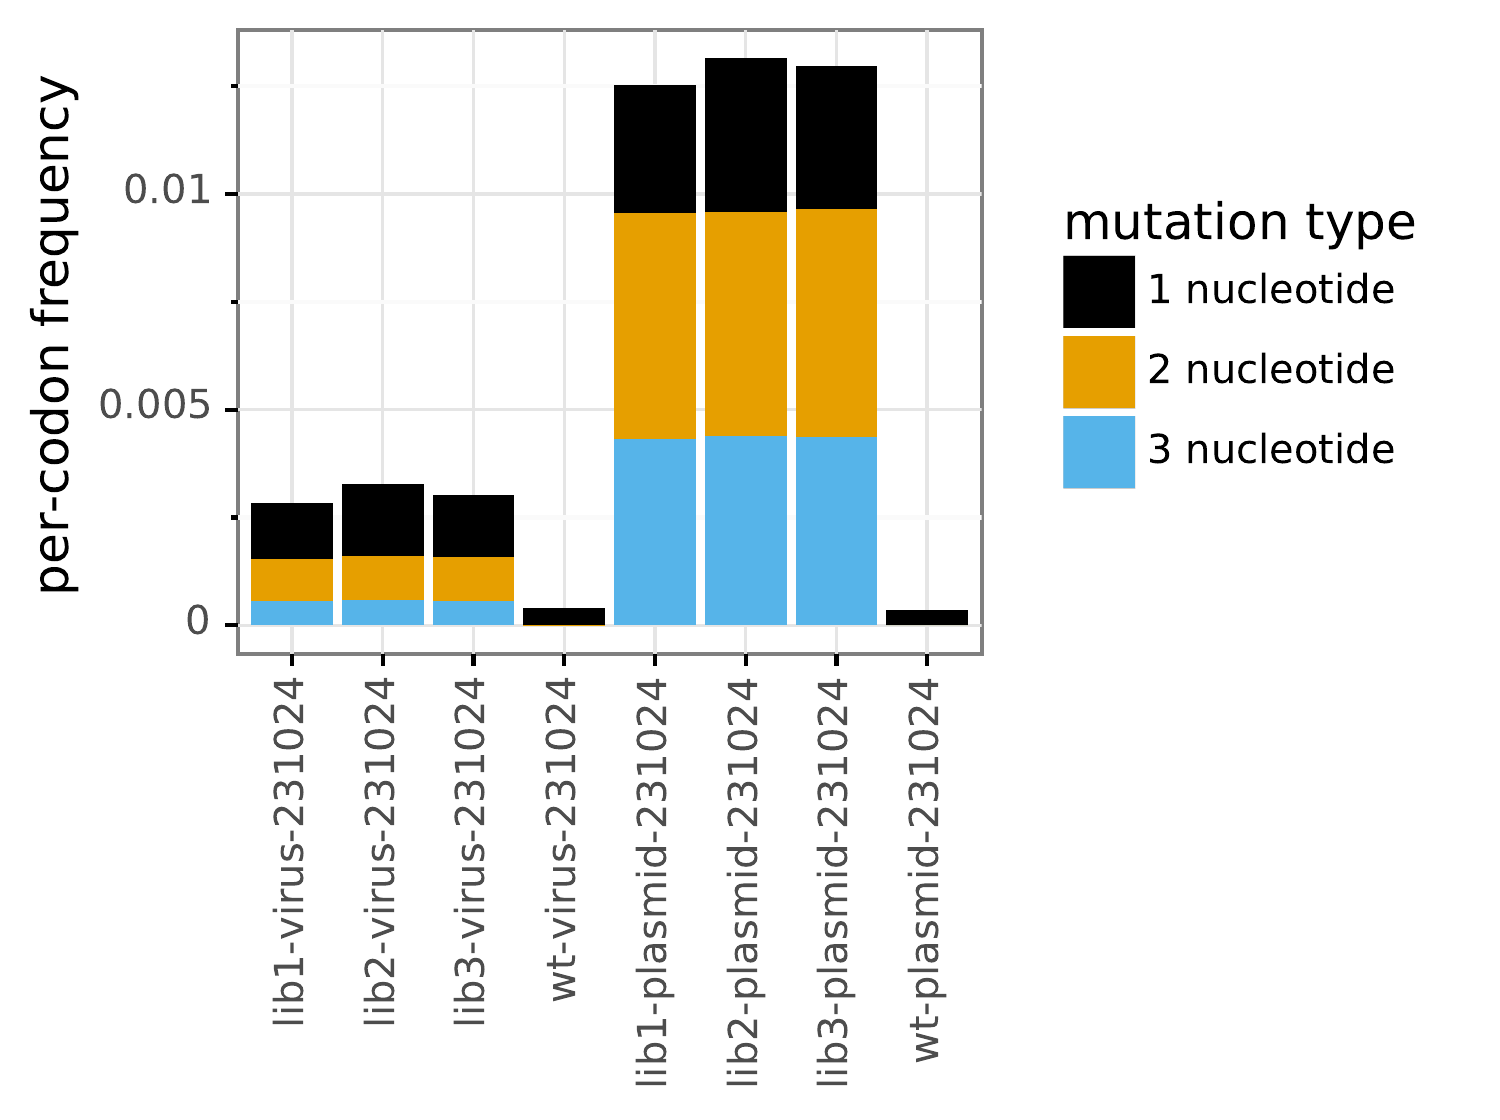 per-codon frequency
0.01
0.005
0
lib1-virus-231024
lib2-virus-231024
lib3-virus-231024
wt-virus-231024
lib1-plasmid-231024
lib2-plasmid-231024
lib3-plasmid-231024
wt-plasmid-231024
mutation type
1 nucleotide
2 nucleotide
3 nucleotide